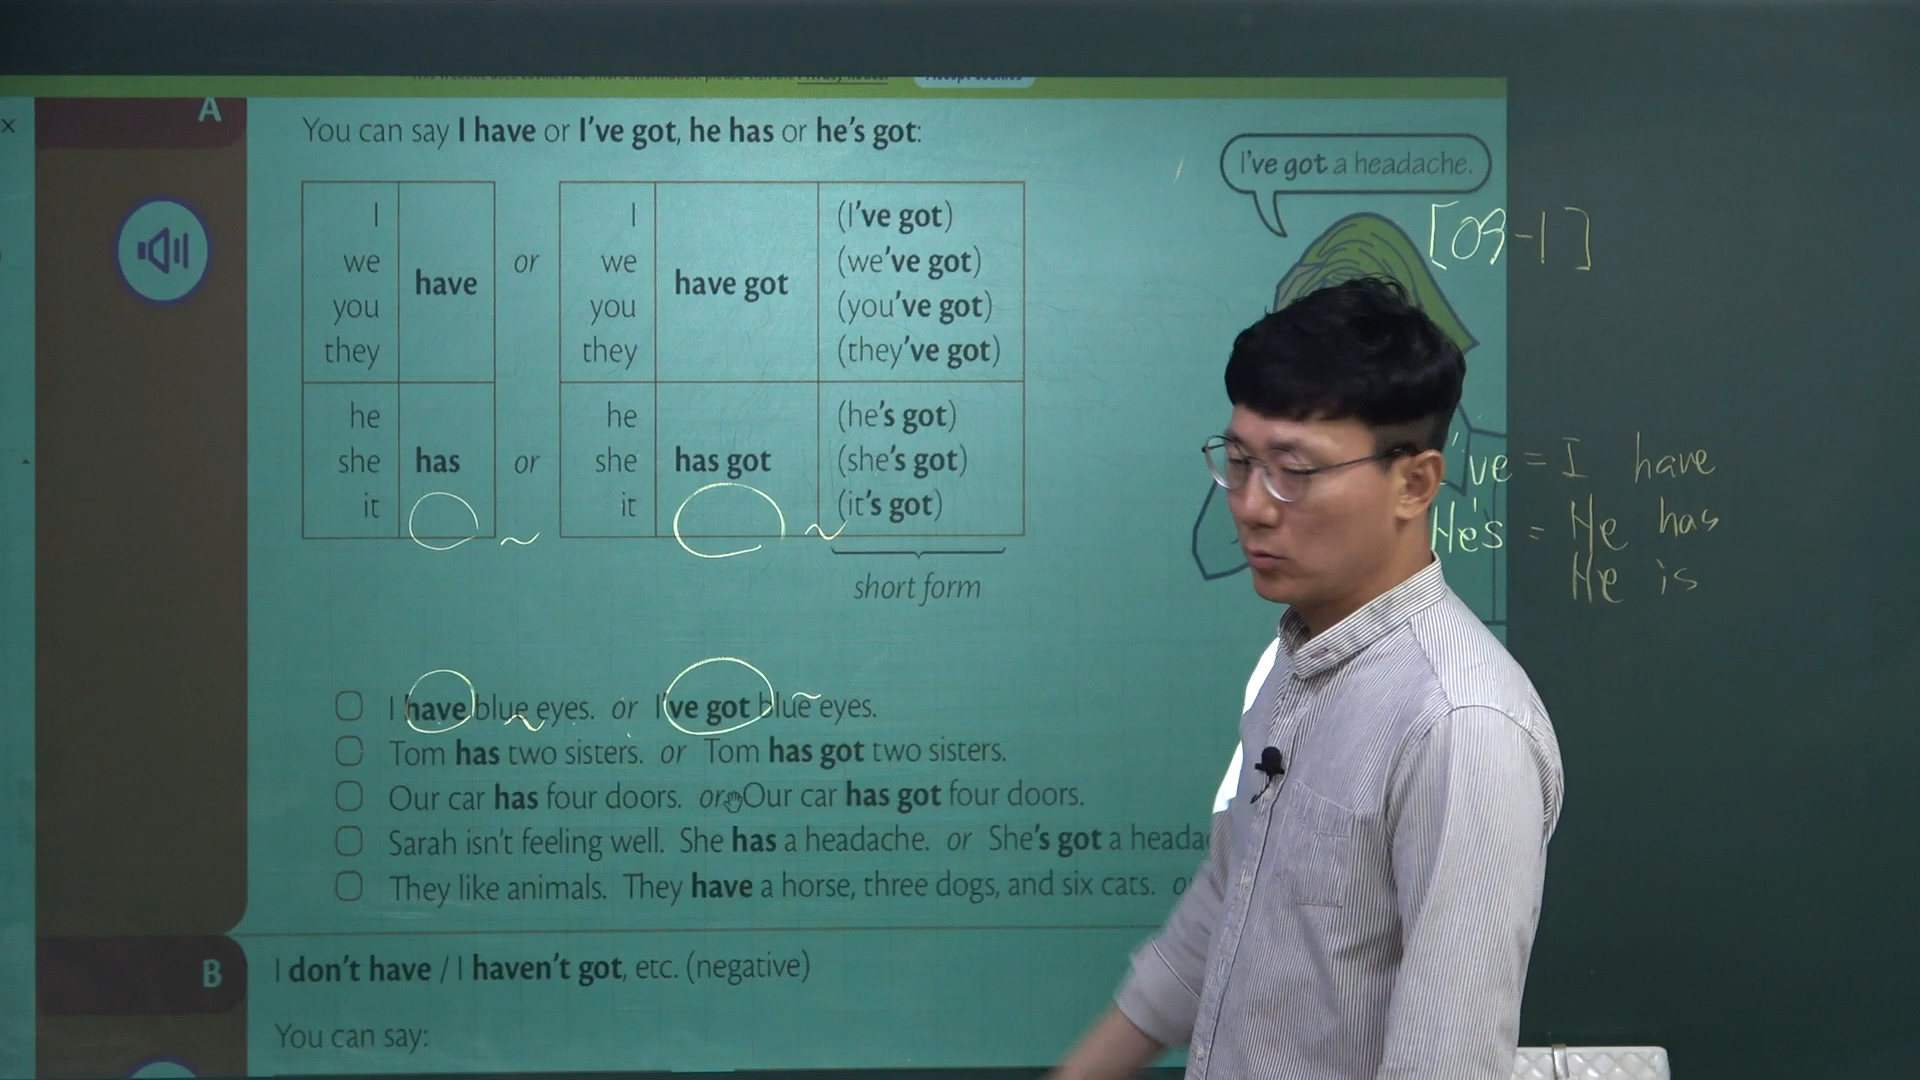 Privacy notice.
Accept cookies
A
You can say I have or I've got, he has or he's got:
I've got a headache.
[09-1]
I
we
you
they
have
or
I
we
you
they
have got
(I've got)
(we've got)
(you've got)
(they've got)
he
she
it
has
or
he
she
it
has got
(he's got)
(she's got)
(it's got)
short form
've = I have
He's = He has
He is
I have blue eyes. or I've got blue eyes.
Tom has two sisters. or Tom has got two sisters.
Our car has four doors. or Our car has got four doors.
Sarah isn't feeling well. She has a headache. or She's got a heada
They like animals. They have a horse, three dogs, and six cats. o
B
I don't have / I haven't got, etc. (negative)
You can say: